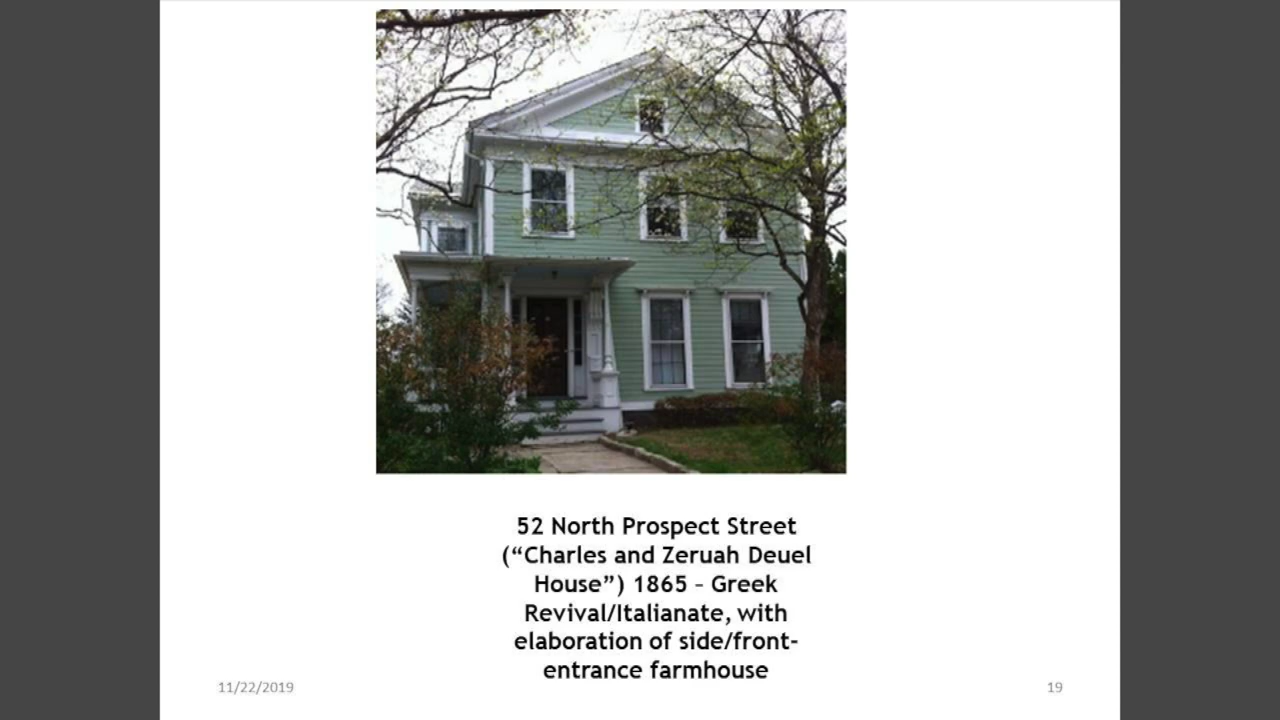 52 North Prospect Street
(“Charles and Zeruah Deuel
House”) 1865 – Greek
Revival/Italianate, with
elaboration of side/front-
entrance farmhouse
11/22/2019
19